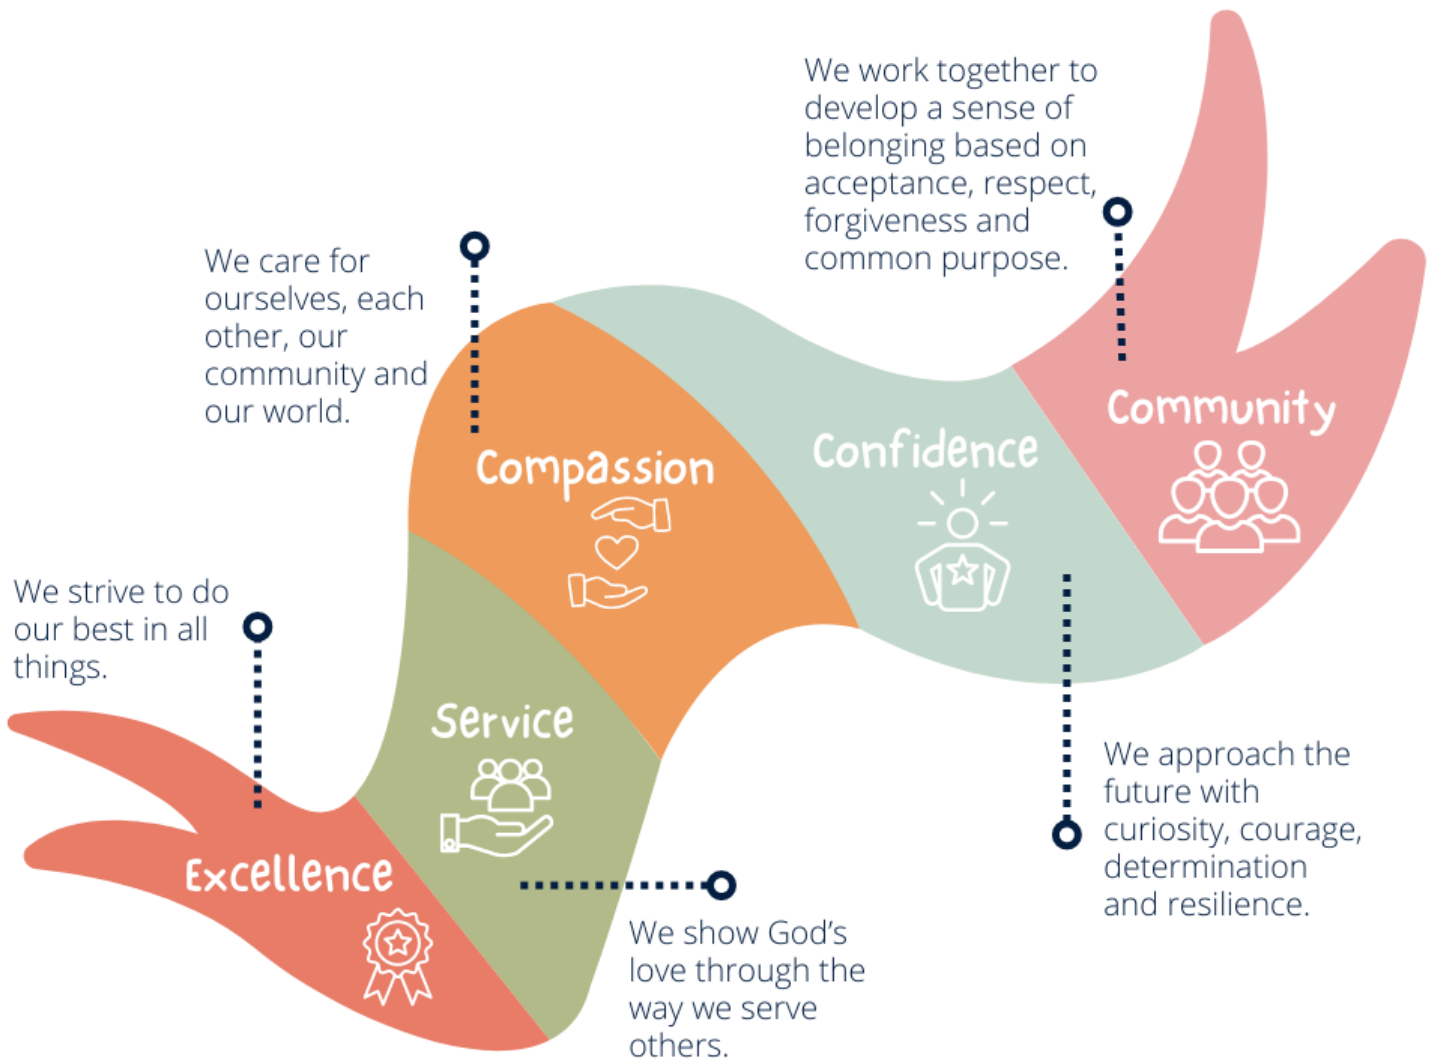 We work together to
develop a sense of
belonging based on
acceptance, respect,
forgiveness and
common purpose.
We care for
ourselves, each
other, our
community and
our world.
Community
Confidence
Compassion
We strive to do
our best in all
things.
Service
We approach the
future with
curiosity, courage,
determination
and resilience.
Excellence
We show God’s
love through the
way we serve
others.